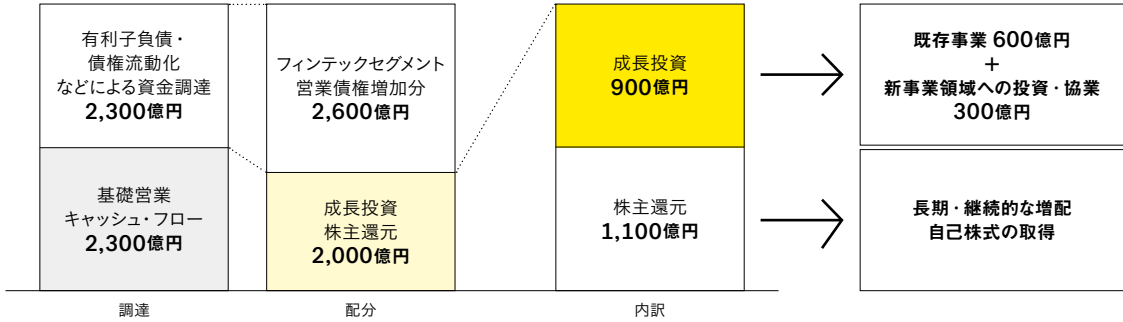 有利子負債・
債権流動化
などによる資金調達
2,300億円
基礎営業
キャッシュ・フロー
2,300億円
調達
フィンテックセグメント
営業債権増加分
2,600億円
成長投資
株主還元
2,000億円
配分
成長投資
900億円
株主還元
1,100億円
内訳
既存事業 600億円
+
新事業領域への投資・協業
300億円
長期・継続的な増配
自己株式の取得